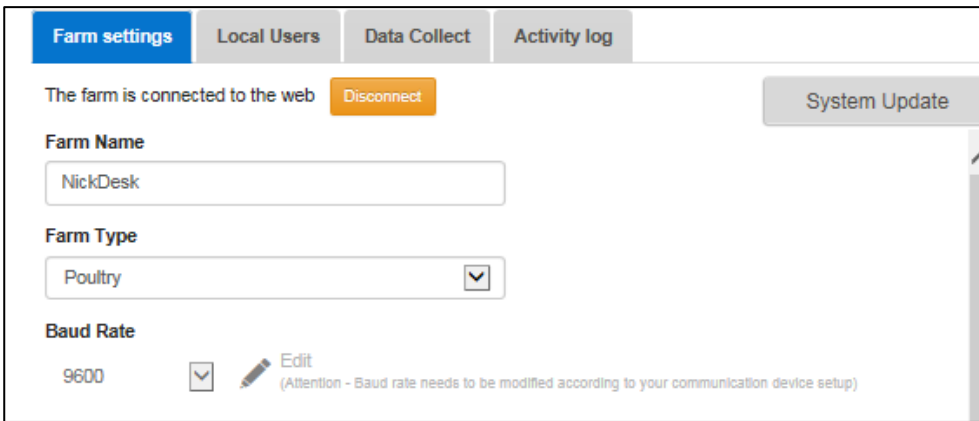 Farm settings Local Users Data Collect Activity log
The farm is connected to the web Disconnect System Update
Farm Name
NickDesk
Farm Type
Poultry
Baud Rate
9600 Edit
(Attention - Baud rate needs to be modified according to your communication device setup)